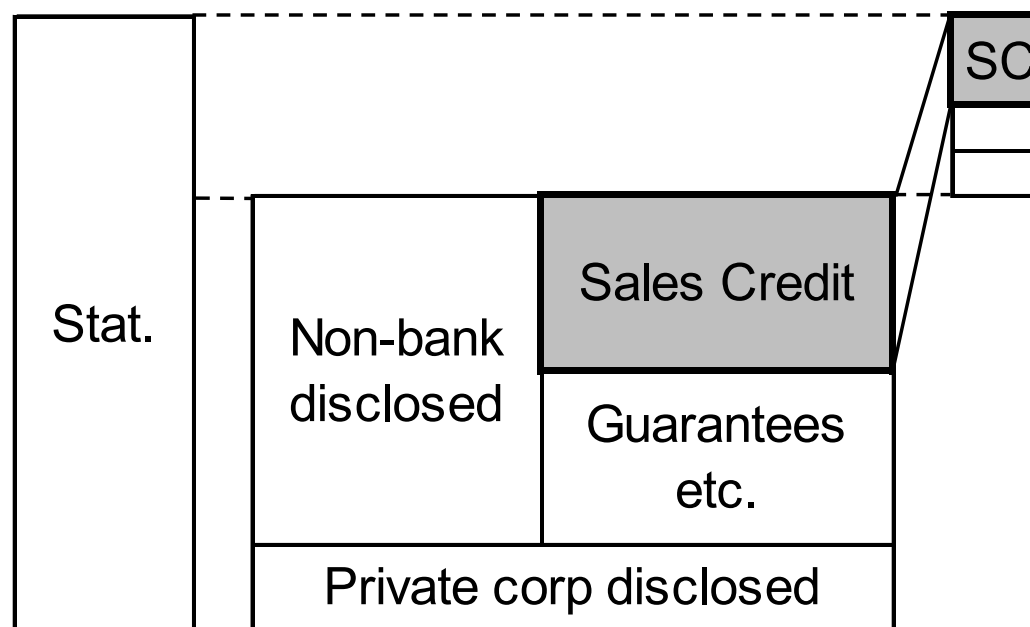 SC
Sales Credit
Stat.
Non-bank
disclosed
Guarantees
etc.
Private corp disclosed